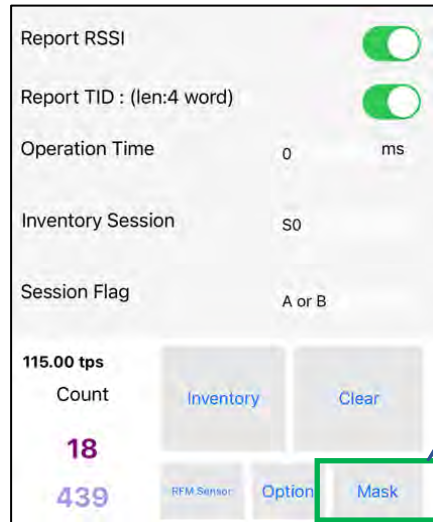 Report RSSI
Report TID : (len:4 word)
Operation Time 0 ms
Inventory Session S0
Session Flag A or B
115.00 tps
Count
Inventory Clear
18
439
RFM Sensor Option Mask